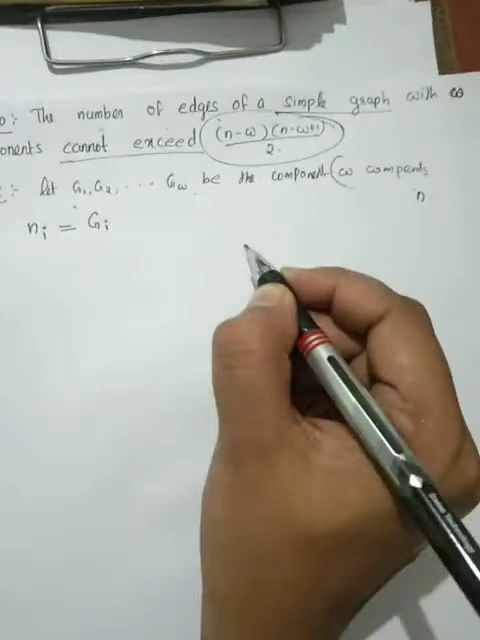 The number of edges of a simple graph with ω
onents cannot exceed (n-ω)(n-ω+1)/2.
let G₁, G₂, ... Gω be the component (ω components
n
nᵢ = Gᵢ